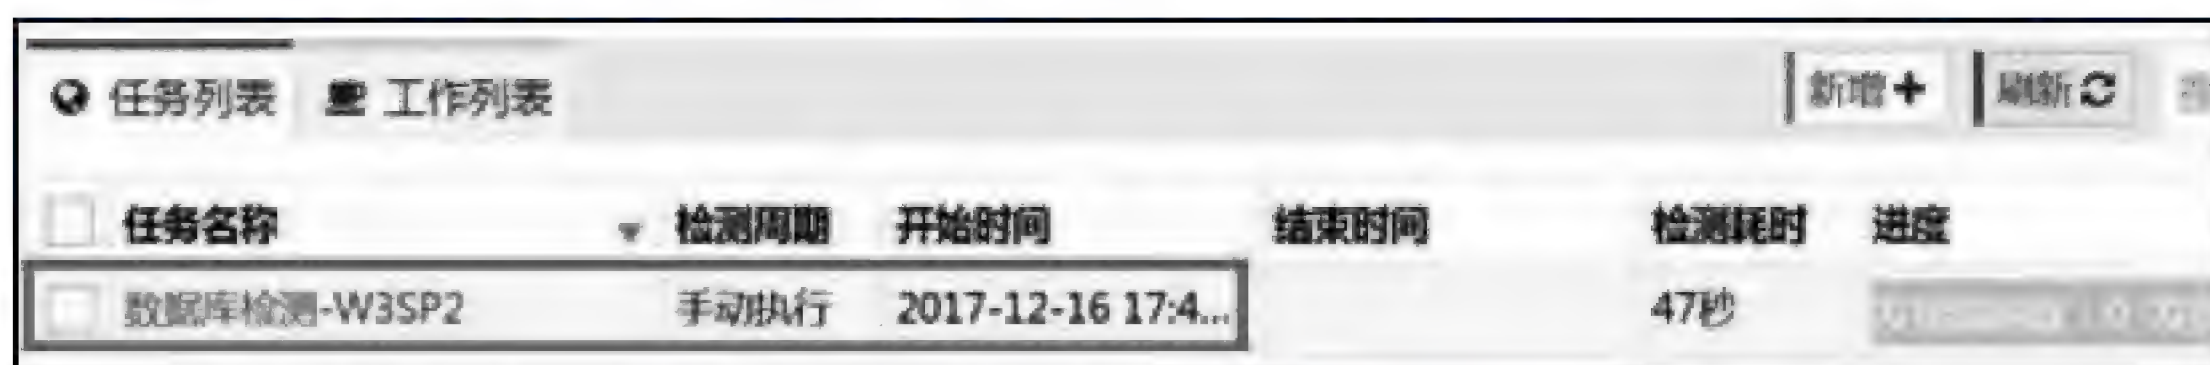 任务列表 工作列表 新增 刷新
任务名称 检测周期 开始时间 结束时间 检测耗时 进度
数据库检测-W3SP2 手动执行 2017-12-16 17:4... 47秒